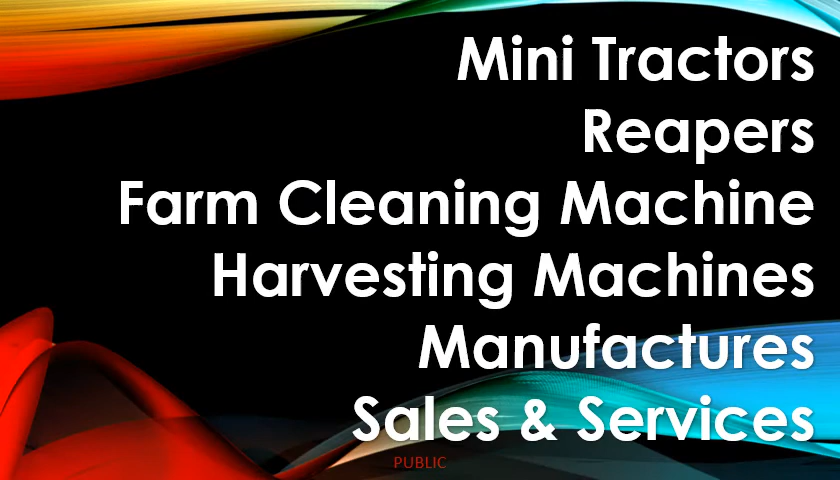 Mini Tractors
Reapers
Farm Cleaning Machine
Harvesting Machines
Manufactures
Sales & Services
PUBLIC